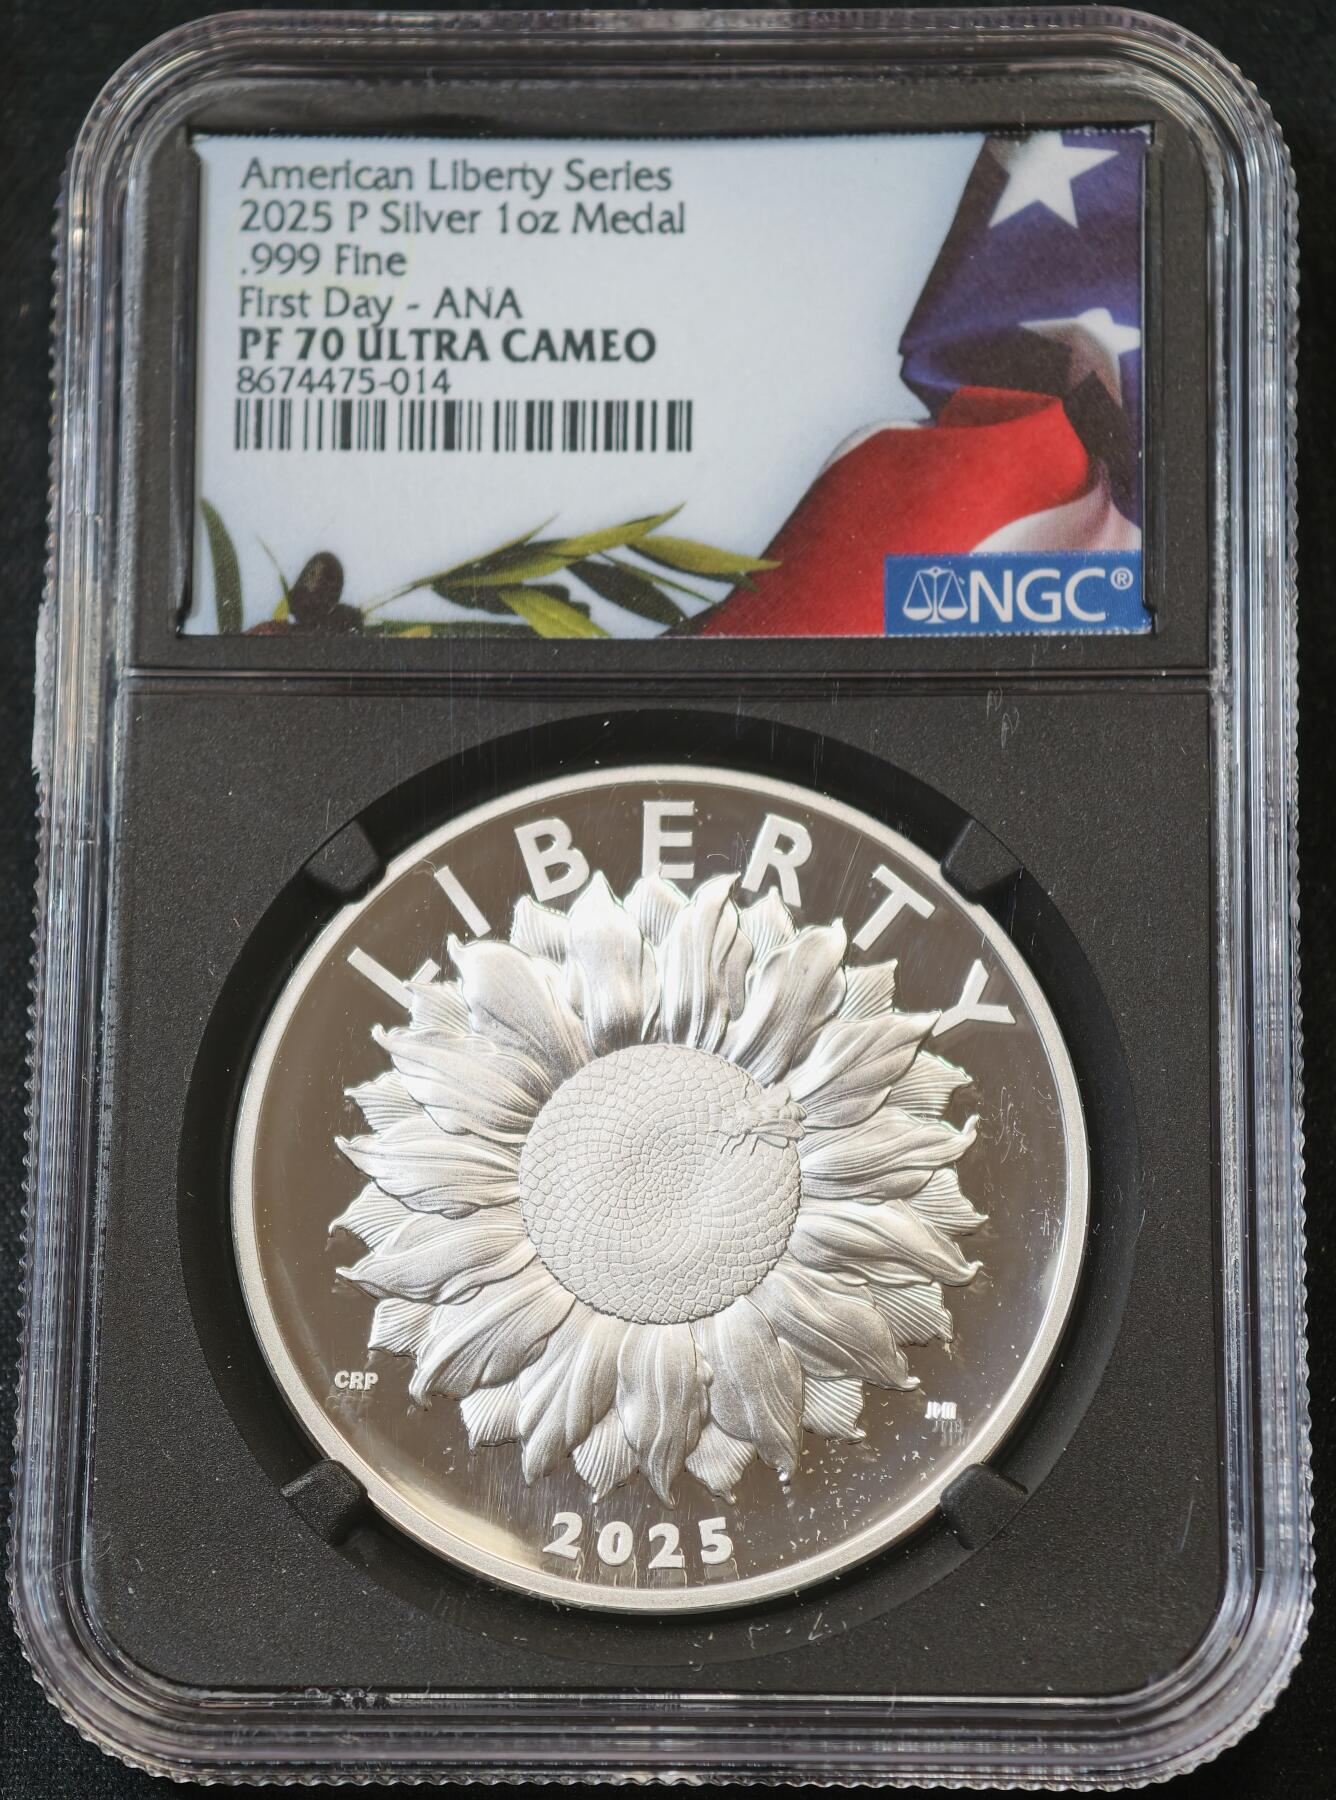 American Liberty Series
2025 P Silver 1oz Medal
.999 Fine
First Day - ANA
PF 70 ULTRA CAMEO
8674475-014
NGC®
LIBERTY
CRP
JPM
2025